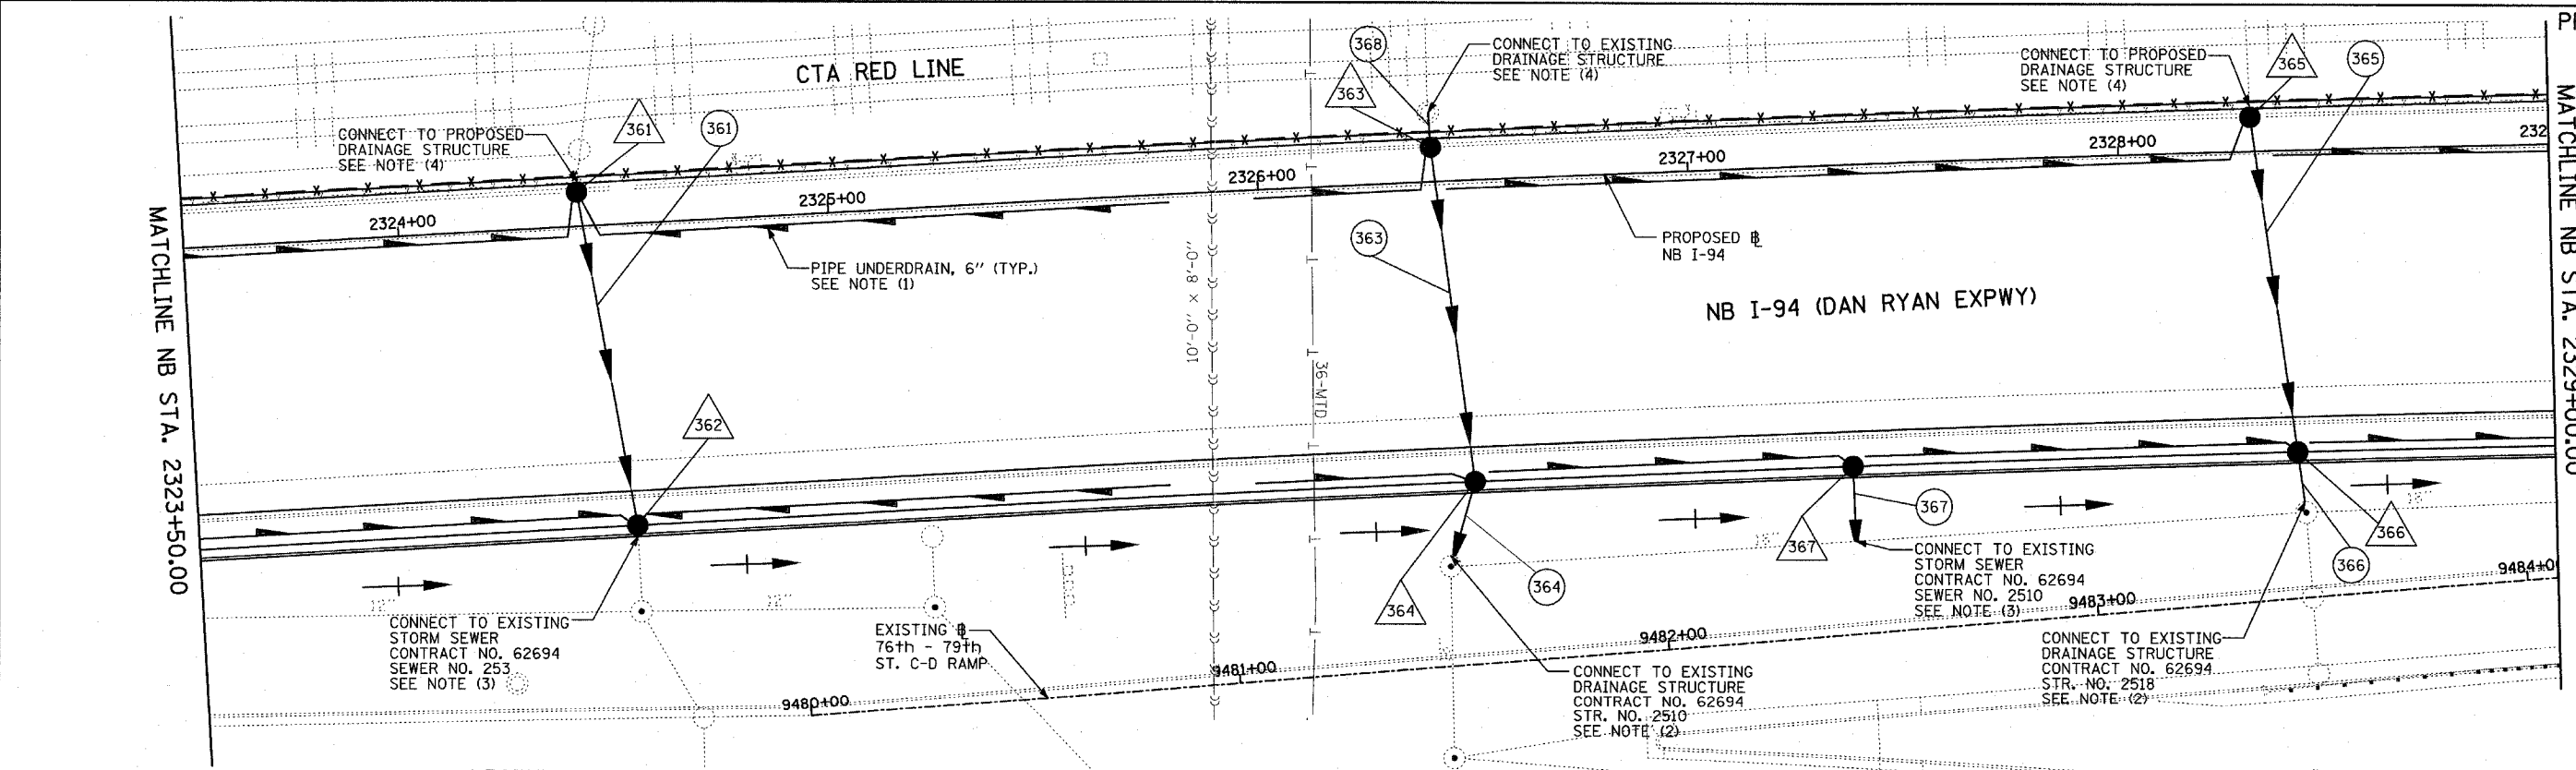 CTA RED LINE
CONNECT TO PROPOSED
DRAINAGE STRUCTURE
SEE NOTE (4)
361
361
368
363
CONNECT TO EXISTING
DRAINAGE STRUCTURE
SEE NOTE (4)
CONNECT TO PROPOSED
DRAINAGE STRUCTURE
SEE NOTE (4)
365
365
2324+00
2325+00
2326+00
2327+00
2328+00
232
MATCHLINE NB STA. 2323+50.00
MATCHLINE NB STA. 2329+00.00
PIPE UNDERDRAIN, 6" (TYP.)
SEE NOTE (1)
10'-0" × 8'-0"
36-MTD
363
PROPOSED ℄
NB I-94
NB I-94 (DAN RYAN EXPWY)
362
364
364
367
367
366
366
CONNECT TO EXISTING
STORM SEWER
CONTRACT NO. 62694
SEWER NO. 253
SEE NOTE (3)
EXISTING ℄
76th - 79th
ST. C-D RAMP
CONNECT TO EXISTING
DRAINAGE STRUCTURE
CONTRACT NO. 62694
STR. NO. 2510
SEE NOTE (2)
CONNECT TO EXISTING
STORM SEWER
CONTRACT NO. 62694
SEWER NO. 2510
SEE NOTE (3)
CONNECT TO EXISTING
DRAINAGE STRUCTURE
CONTRACT NO. 62694
STR. NO. 2518
SEE NOTE (2)
9480+00
9481+00
9482+00
9483+00
9484+0